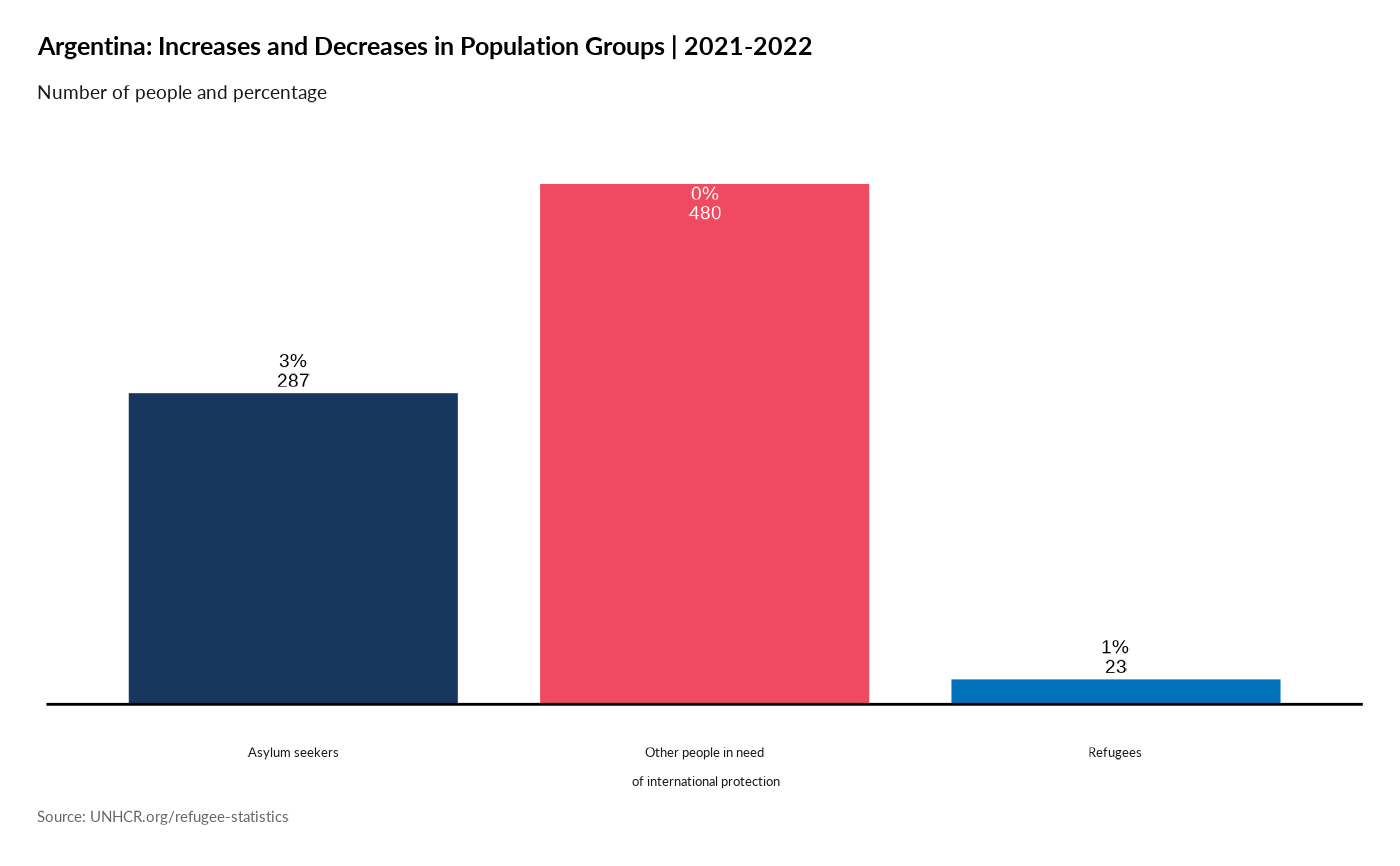 Argentina: Increases and Decreases in Population Groups | 2021-2022
Number of people and percentage
0%
480
3%
287
1%
23
Asylum seekers
Other people in need
of international protection
Refugees
Source: UNHCR.org/refugee-statistics